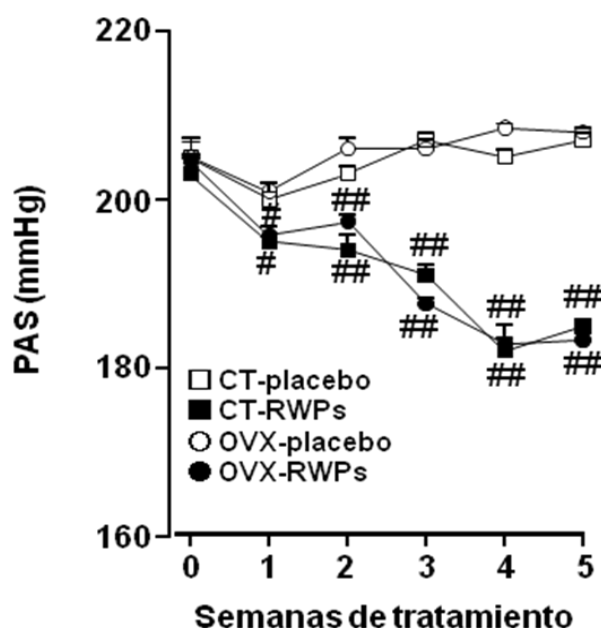 220
200
180
160
PAS (mmHg)
#
#
##
##
##
##
##
##
##
##
CT-placebo
CT-RWPs
OVX-placebo
OVX-RWPs
0 1 2 3 4 5
Semanas de tratamiento